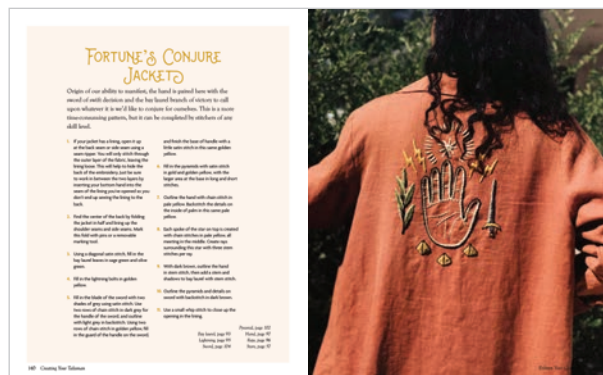 FORTUNE'S CONJURE
JACKET
Origin of our ability to manifest, the hand is paired here with the
sword of swift decision and the bay laurel branch of victory to call
upon whatever it is we'd like to conjure for ourselves. This is a more
time-consuming pattern, but it can be completed by stitchers of any
skill level.
1. If your jacket has a lining, open it up
at the back seam or side seam using a
seam ripper. You will only stitch through
the outer layer of the fabric, leaving the
lining loose. This will help to hide the
back of the embroidery. Just be sure
to work in between the two layers by
inserting your bottom hand into the
seam of the lining you've opened so you
don't end up sewing the lining to the
back.
2. Find the center of the back by folding
the jacket in half and lining up the
shoulder seams and side seams. Mark
the fold with pins or a removable
marking tool.
3. Using a diagonal satin stitch, fill in the
bay laurel leaves in sage green and olive
green.
4. Fill in the lightning bolts in golden
yellow.
5. Fill in the blade of the sword with two
shades of grey using satin stitch. Use
two rows of chain stitch in dark grey for
the handle of the sword, and outline
with light grey in backstitch. Using two
rows of chain stitch in golden yellow, fill
in the guard of the handle on the sword,
and finish the base of handle with a
little satin stitch in the same golden
yellow.
6. Fill in the pyramids with satin stitch
in gold and golden yellow, with the
larger area at the base in long and short
stitches.
7. Outline the hand with chain stitch in
pale yellow. Backstitch the details on
the inside of palm in this same pale
yellow.
8. Each spoke of the star on top is created
with chain stitches in pale yellow, all
meeting in the middle. Create rays
surrounding this star with three stem
stitches per ray.
9. With dark brown, outline the hand
in stem stitch, then add a stem and
shadows to bay laurel with stem stitch.
10. Outline the pyramids and details on
sword with backstitch in dark brown.
11. Use a small whip stitch to close up the
opening in the lining.
Pyramid, page 102
Bay laurel, page 93 Hand, page 97
Lightning, page 99 Rays, page 96
Sword, page 104 Stars, page 97
140 Creating Your Talisman